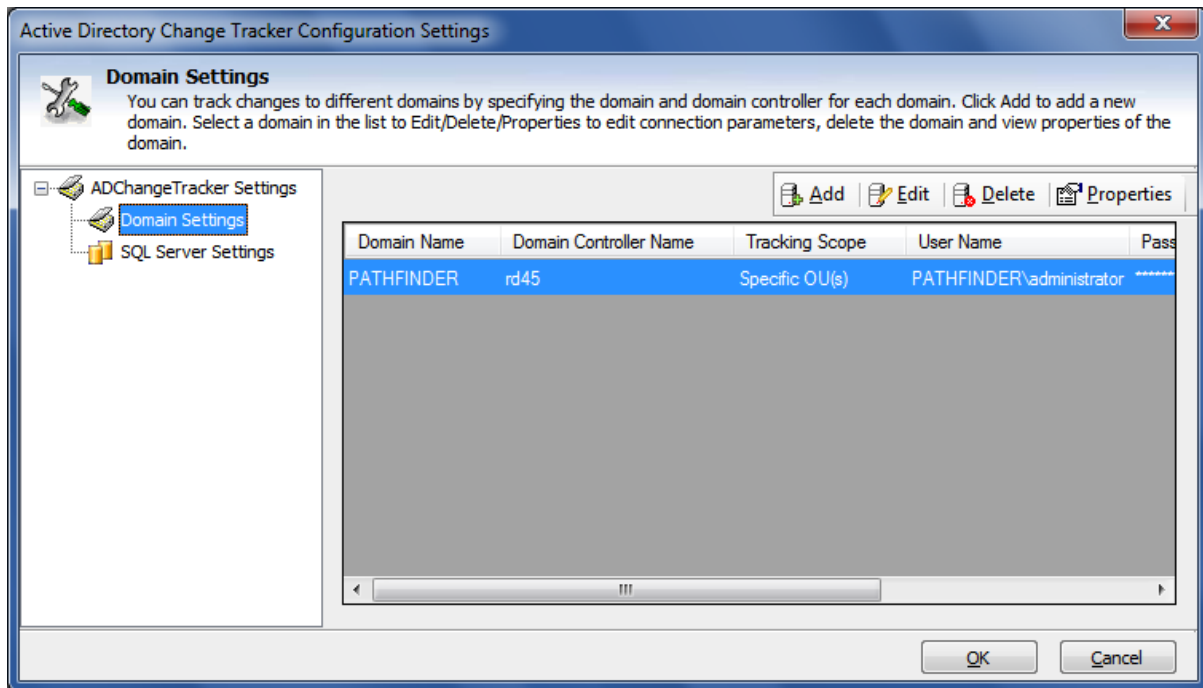 Active Directory Change Tracker Configuration Settings
X
Domain Settings
You can track changes to different domains by specifying the domain and domain controller for each domain. Click Add to add a new
domain. Select a domain in the list to Edit/Delete/Properties to edit connection parameters, delete the domain and view properties of the
domain.
ADChangeTracker Settings
Domain Settings
SQL Server Settings
Add Edit Delete Properties
Domain Name Domain Controller Name Tracking Scope User Name Pass
PATHFINDER rd45 Specific OU(s) PATHFINDER\administrator *******
OK Cancel